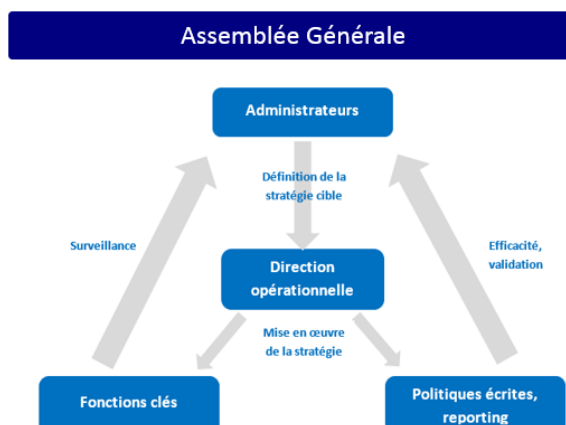 Assemblée Générale
Administrateurs
Définition de la
stratégie cible
Surveillance
Efficacité,
validation
Direction
opérationnelle
Mise en œuvre
de la stratégie
Fonctions clés
Politiques écrites,
reporting